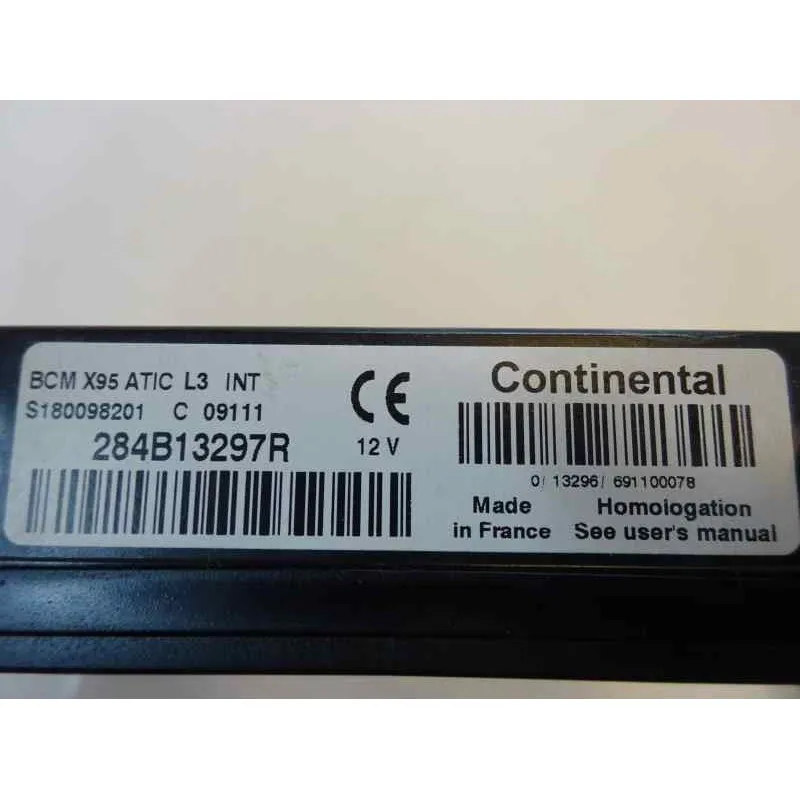 BCM X95 ATIC L3 INT
S180098201 C 09111
284B13297R
CE
12 V
Continental
0/ 13296/ 691100078
Made
in France
Homologation
See user's manual